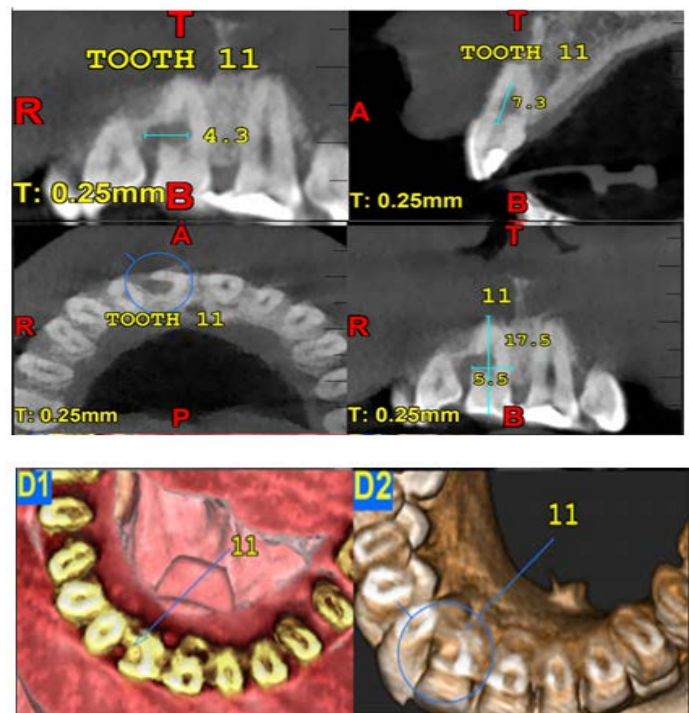 T
TOOTH 11
R
4.3
T: 0.25mm
B
T
TOOTH 11
A
7.3
T: 0.25mm
B
A
R
TOOTH 11
T: 0.25mm
P
T
11
R
17.5
5.5
T: 0.25mm
B
D1
11
D2
11